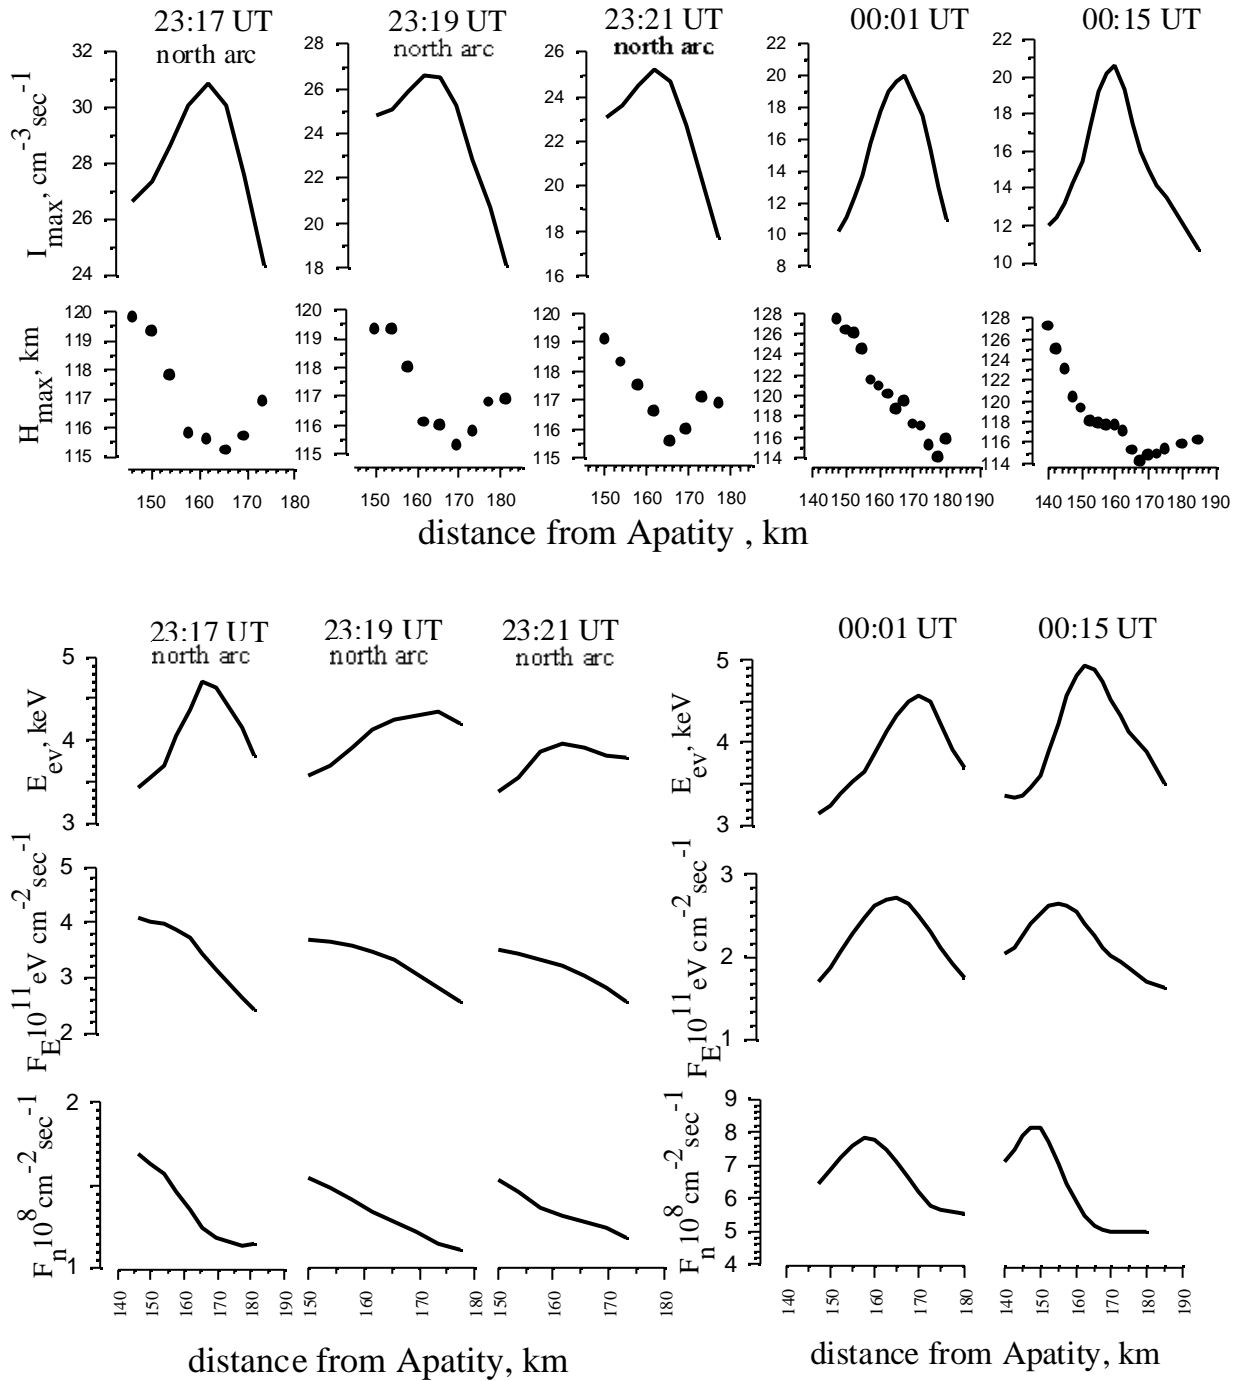 23:17 UT 23:19 UT 23:21 UT 00:01 UT 00:15 UT
north arc north arc north arc
I_max, cm^-3 sec^-1
32 30 28 26 24
28 26 24 22 20 18
26 24 22 20 18 16
22 20 18 16 14 12 10 8
22 20 18 16 14 12 10
H_max, km
120 119 118 117 116 115
120 119 118 117 116 115
120 119 118 117 116 115
128 126 124 122 120 118 116 114
128 126 124 122 120 118 116 114
150 160 170 180
150 160 170 180
150 160 170 180
140 150 160 170 180 190
140 150 160 170 180 190
distance from Apatity , km
23:17 UT 23:19 UT 23:21 UT 00:01 UT 00:15 UT
north arc north arc north arc
E_ev, keV
5 4 3
E_ev, keV
5 4 3
F_E 10^11 eV cm^-2 sec^-1
5 4 3 2
F_E 10^11 eV cm^-2 sec^-1
3 2 1
F_n 10^8 cm^-2 sec^-1
2 1
F_n 10^8 cm^-2 sec^-1
9 8 7 6 5 4
140 150 160 170 180 190
150 160 170 180
150 160 170 180
140 150 160 170 180
140 150 160 170 180 190
distance from Apatity, km
distance from Apatity, km